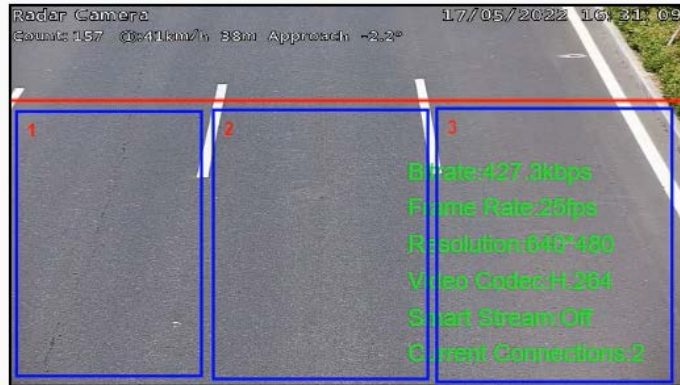 Radar Camera
17/05/2022 16:31:09
Count:157 @:41km/h 38m Approach -2.2°
1
2
3
Bitrate:427.3kbps
Frame Rate:25fps
Resolution:640*480
Video Codec:H.264
Smart Stream:Off
Current Connections:2